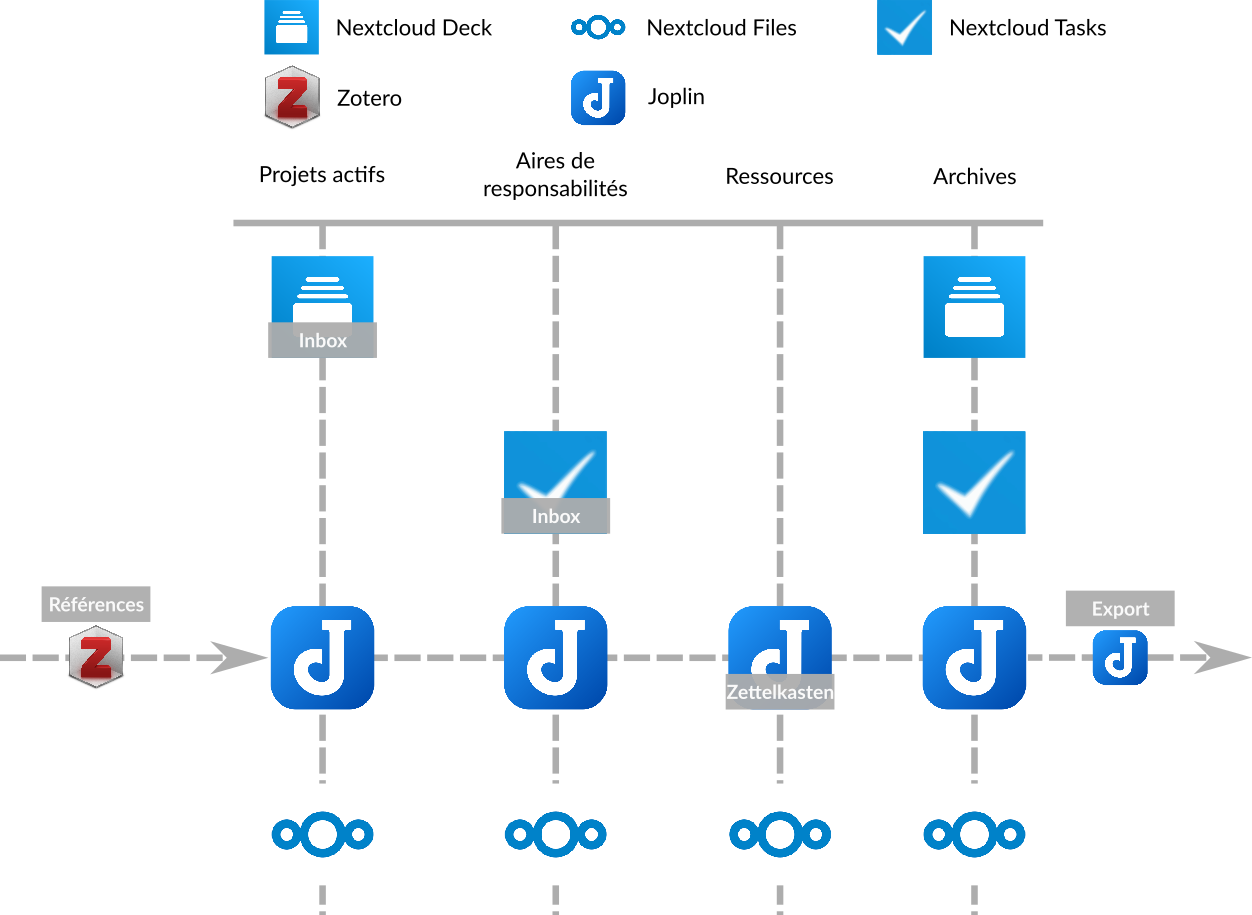 Nextcloud Deck
Nextcloud Files
Nextcloud Tasks
Zotero
Joplin
Projets actifs
Aires de
responsabilités
Ressources
Archives
Inbox
Inbox
Références
Export
Zettelkasten